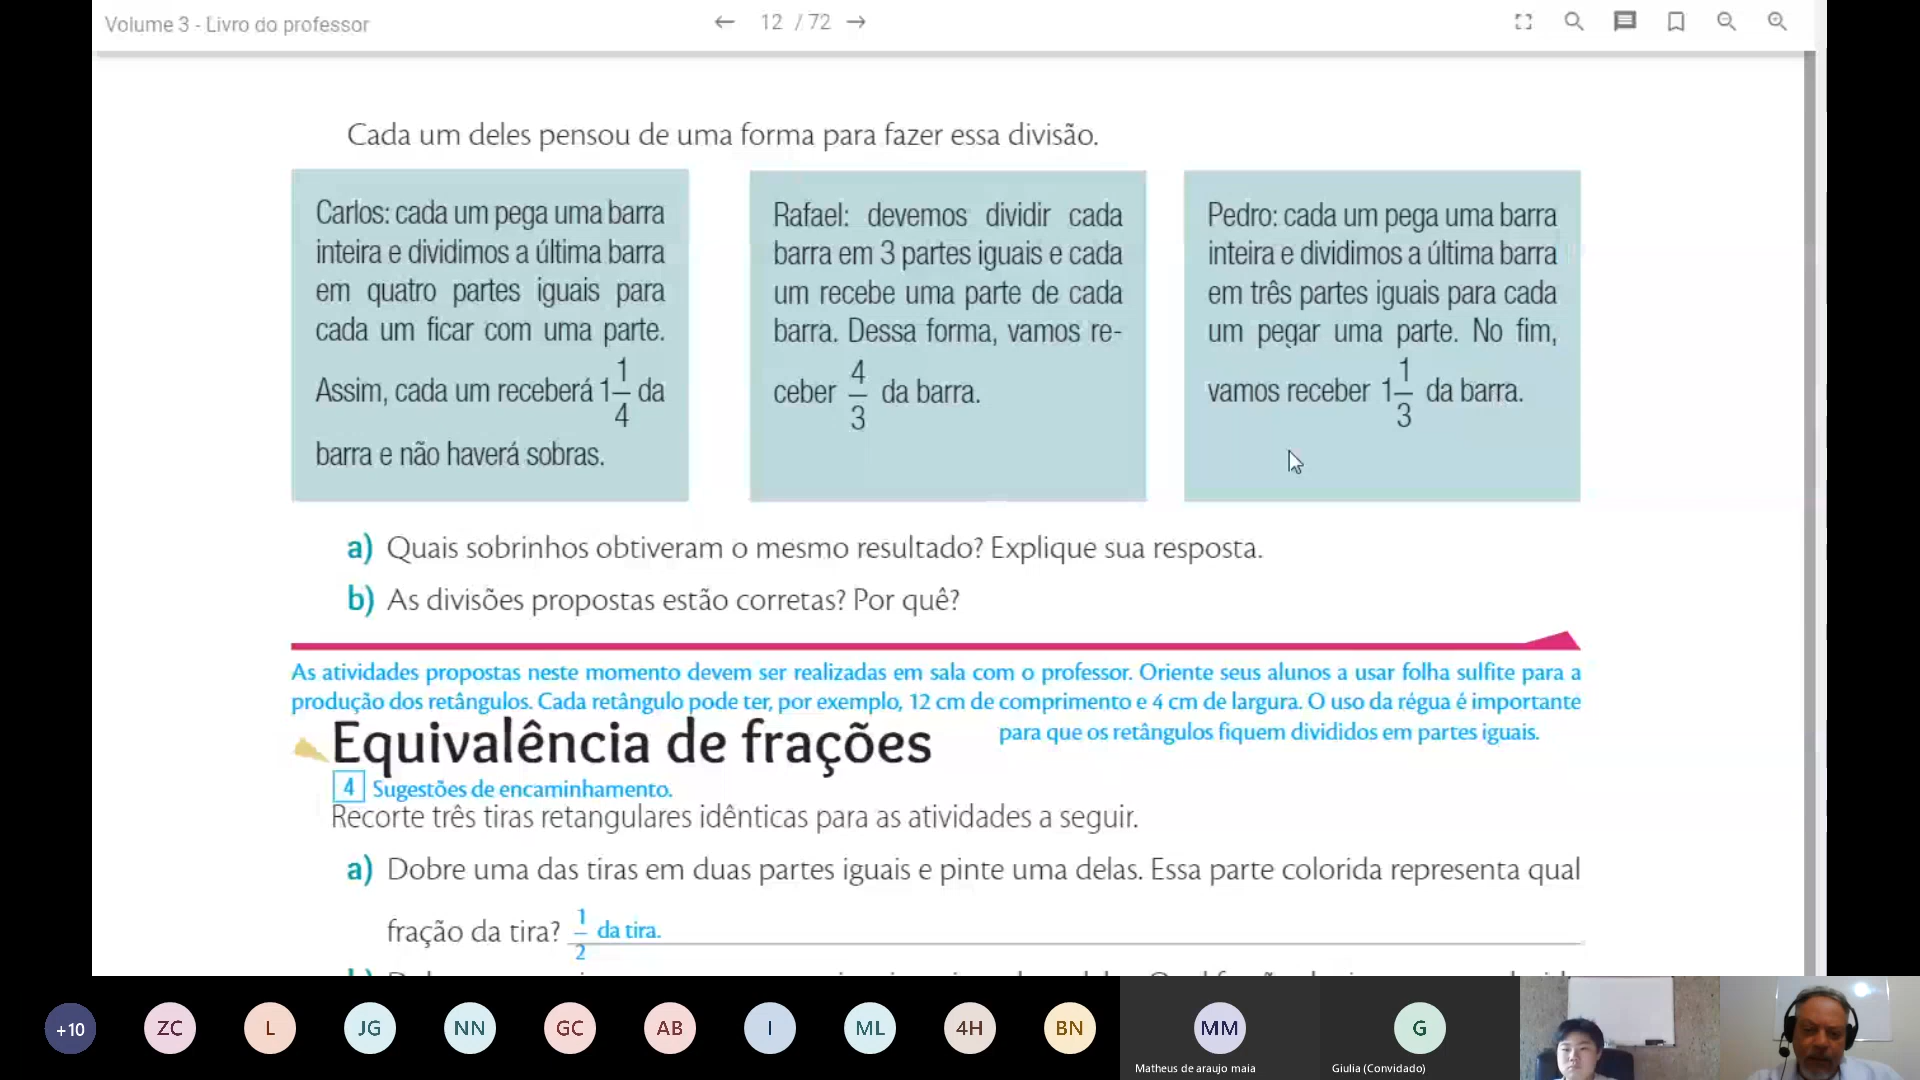 Volume 3 - Livro do professor
← 12 / 72 →
Cada um deles pensou de uma forma para fazer essa divisão.
Carlos: cada um pega uma barra
inteira e dividimos a última barra
em quatro partes iguais para
cada um ficar com uma parte.
Assim, cada um receberá 1 1/4 da
barra e não haverá sobras.
Rafael: devemos dividir cada
barra em 3 partes iguais e cada
um recebe uma parte de cada
barra. Dessa forma, vamos re-
ceber 4/3 da barra.
Pedro: cada um pega uma barra
inteira e dividimos a última barra
em três partes iguais para cada
um pegar uma parte. No fim,
vamos receber 1 1/3 da barra.
a) Quais sobrinhos obtiveram o mesmo resultado? Explique sua resposta.
b) As divisões propostas estão corretas? Por quê?
As atividades propostas neste momento devem ser realizadas em sala com o professor. Oriente seus alunos a usar folha sulfite para a
produção dos retângulos. Cada retângulo pode ter, por exemplo, 12 cm de comprimento e 4 cm de largura. O uso da régua é importante
para que os retângulos fiquem divididos em partes iguais.
Equivalência de frações
4 Sugestões de encaminhamento.
Recorte três tiras retangulares idênticas para as atividades a seguir.
a) Dobre uma das tiras em duas partes iguais e pinte uma delas. Essa parte colorida representa qual
fração da tira? 1/2 da tira.
+10 ZC L JG NN GC AB I ML 4H BN MM G
Matheus de araujo maia
Giulia (Convidado)